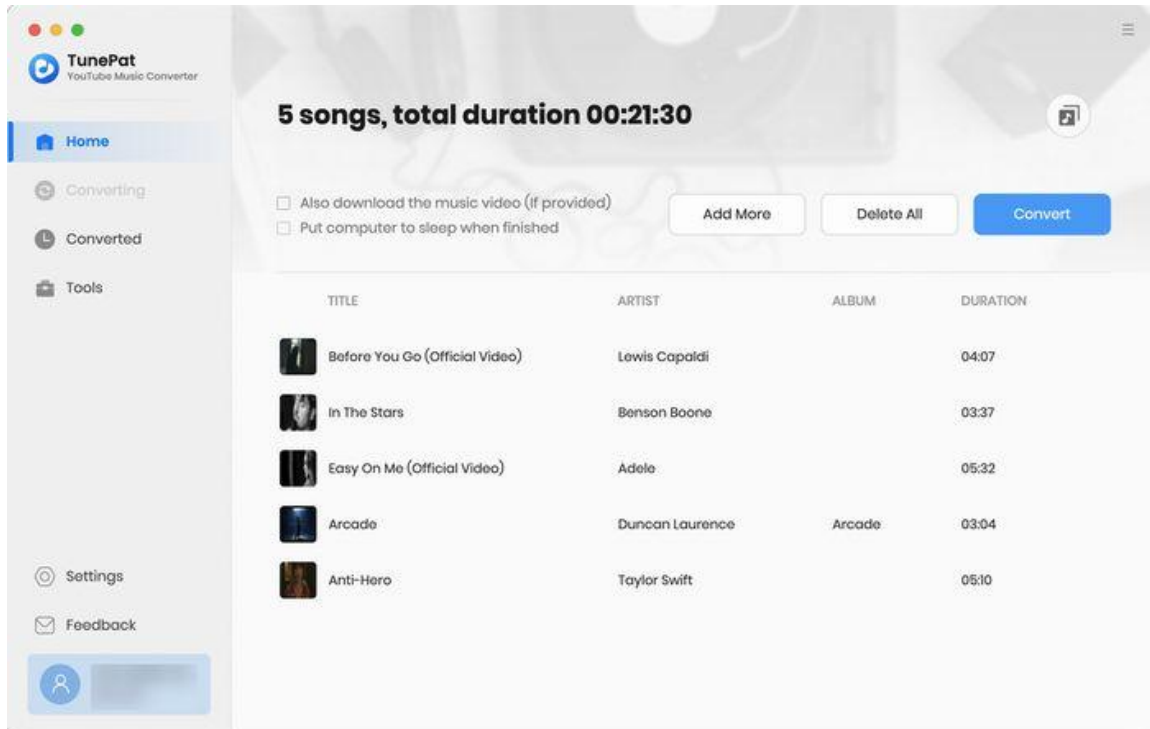 TunePat
YouTube Music Converter
Home
Converting
Converted
Tools
Settings
Feedback
5 songs, total duration 00:21:30
Also download the music video (If provided)
Put computer to sleep when finished
Add More
Delete All
Convert
TITLE ARTIST ALBUM DURATION
Before You Go (Official Video) Lewis Capaldi 04:07
In The Stars Benson Boone 03:37
Easy On Me (Official Video) Adele 05:32
Arcade Duncan Laurence Arcade 03:04
Anti-Hero Taylor Swift 05:10